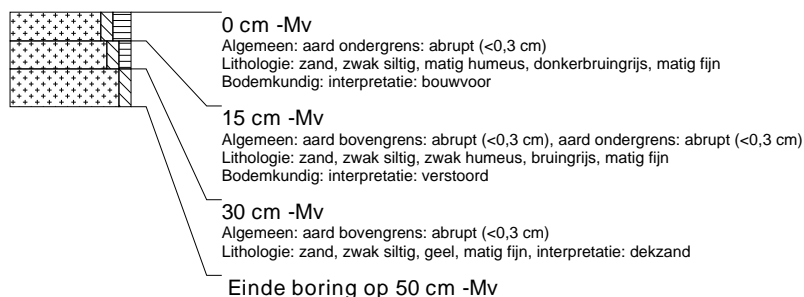 0 cm -Mv
Algemeen: aard ondergrens: abrupt (<0,3 cm)
Lithologie: zand, zwak siltig, matig humeus, donkerbruingrijs, matig fijn
Bodemkundig: interpretatie: bouwvoor
15 cm -Mv
Algemeen: aard bovengrens: abrupt (<0,3 cm), aard ondergrens: abrupt (<0,3 cm)
Lithologie: zand, zwak siltig, zwak humeus, bruingrijs, matig fijn
Bodemkundig: interpretatie: verstoord
30 cm -Mv
Algemeen: aard bovengrens: abrupt (<0,3 cm)
Lithologie: zand, zwak siltig, geel, matig fijn, interpretatie: dekzand
Einde boring op 50 cm -Mv